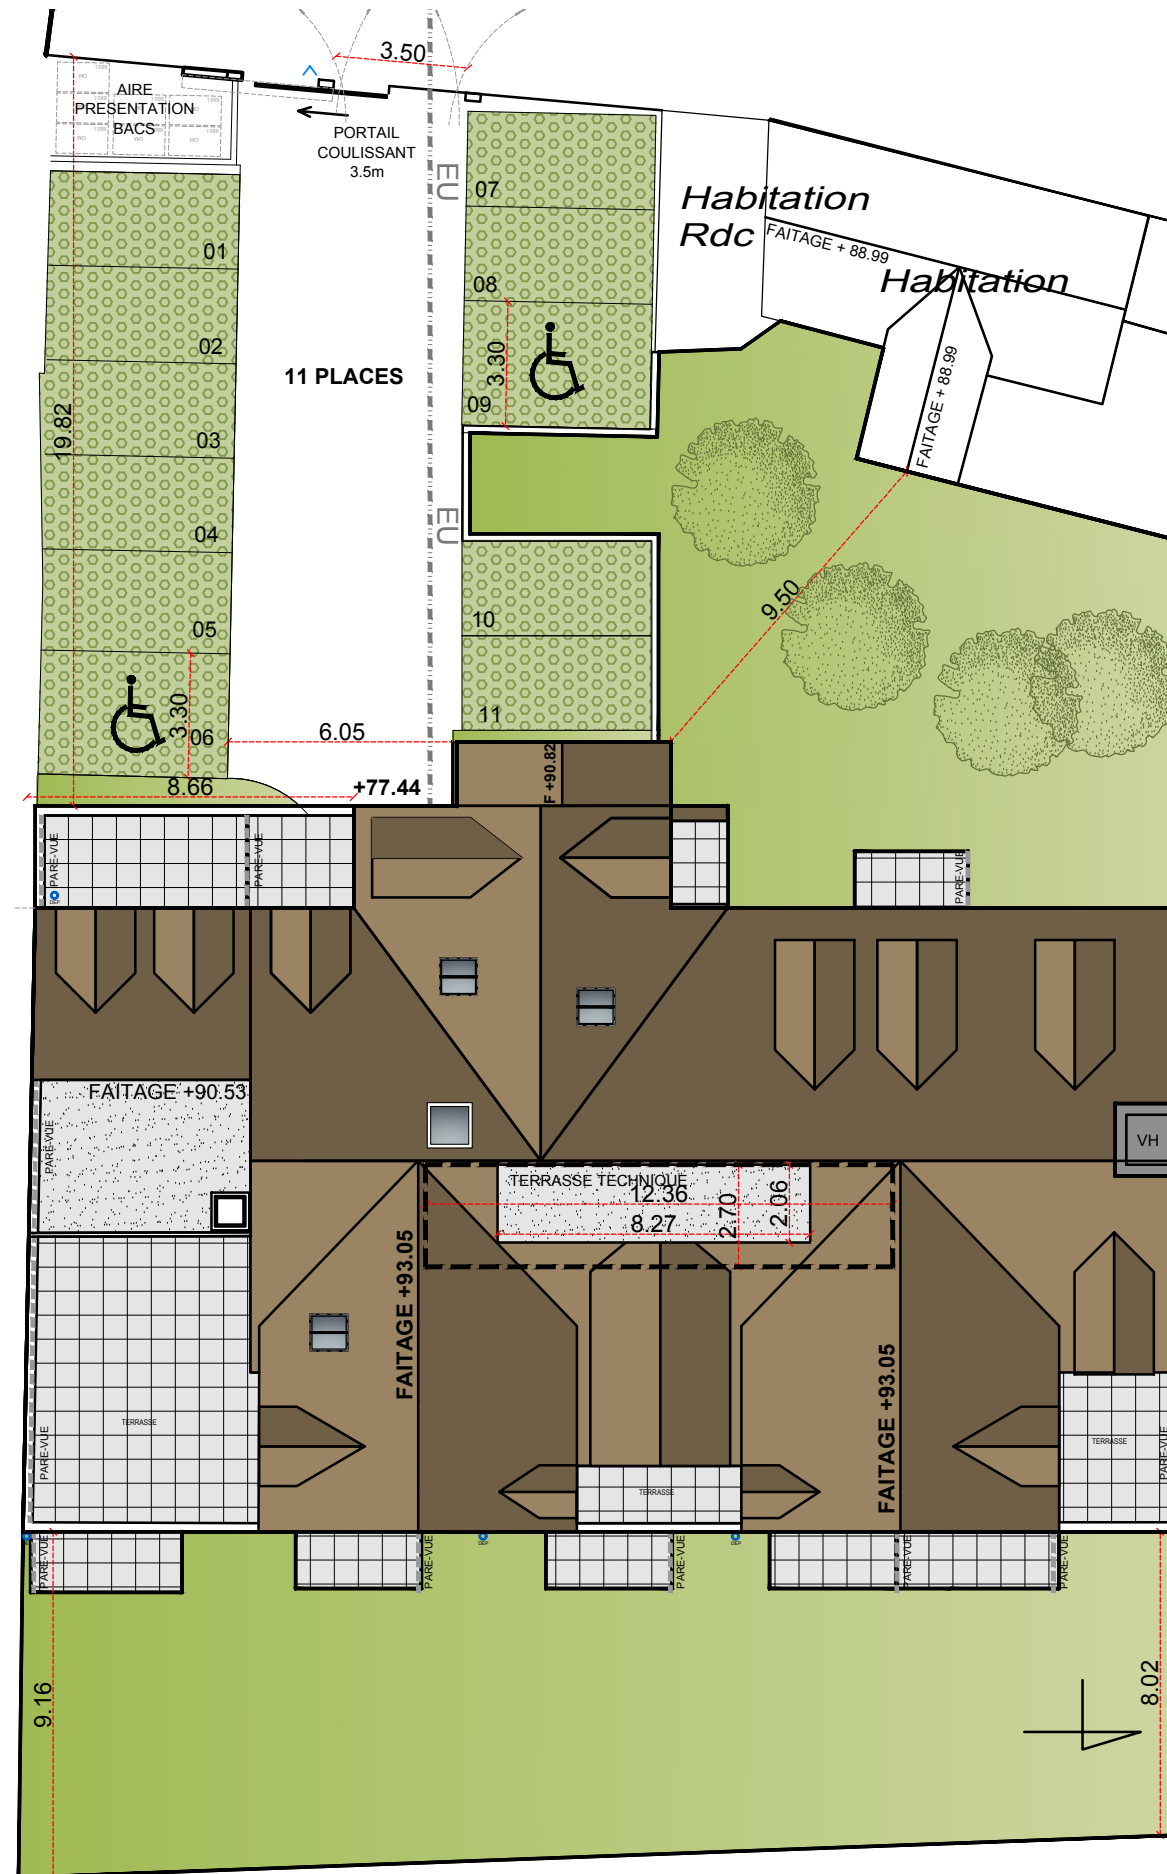 3.50
AIRE
PRESENTATION
BACS
PORTAIL
COULISSANT
3.5m
EU
07
Habitation
Rdc
FAITAGE + 88.99
Habitation
01
08
02
11 PLACES
3.30
FAITAGE + 88.99
09
19.82
03
04
EU
05
10
9.50
3.30
06
11
6.05
8.66
+77.44
F +90.82
PARE-VUE
PARE-VUE
PARE-VUE
DEP
FAITAGE +90.53
PARE-VUE
VH
TERRASSE TECHNIQUE
12.36
8.27
2.70
2.06
FAITAGE +93.05
FAITAGE +93.05
TERRASSE
PARE-VUE
TERRASSE
TERRASSE
PARE-VUE
DEP
DEP
PARE-VUE
PARE-VUE
PARE-VUE
PARE-VUE
PARE-VUE
9.16
8.02